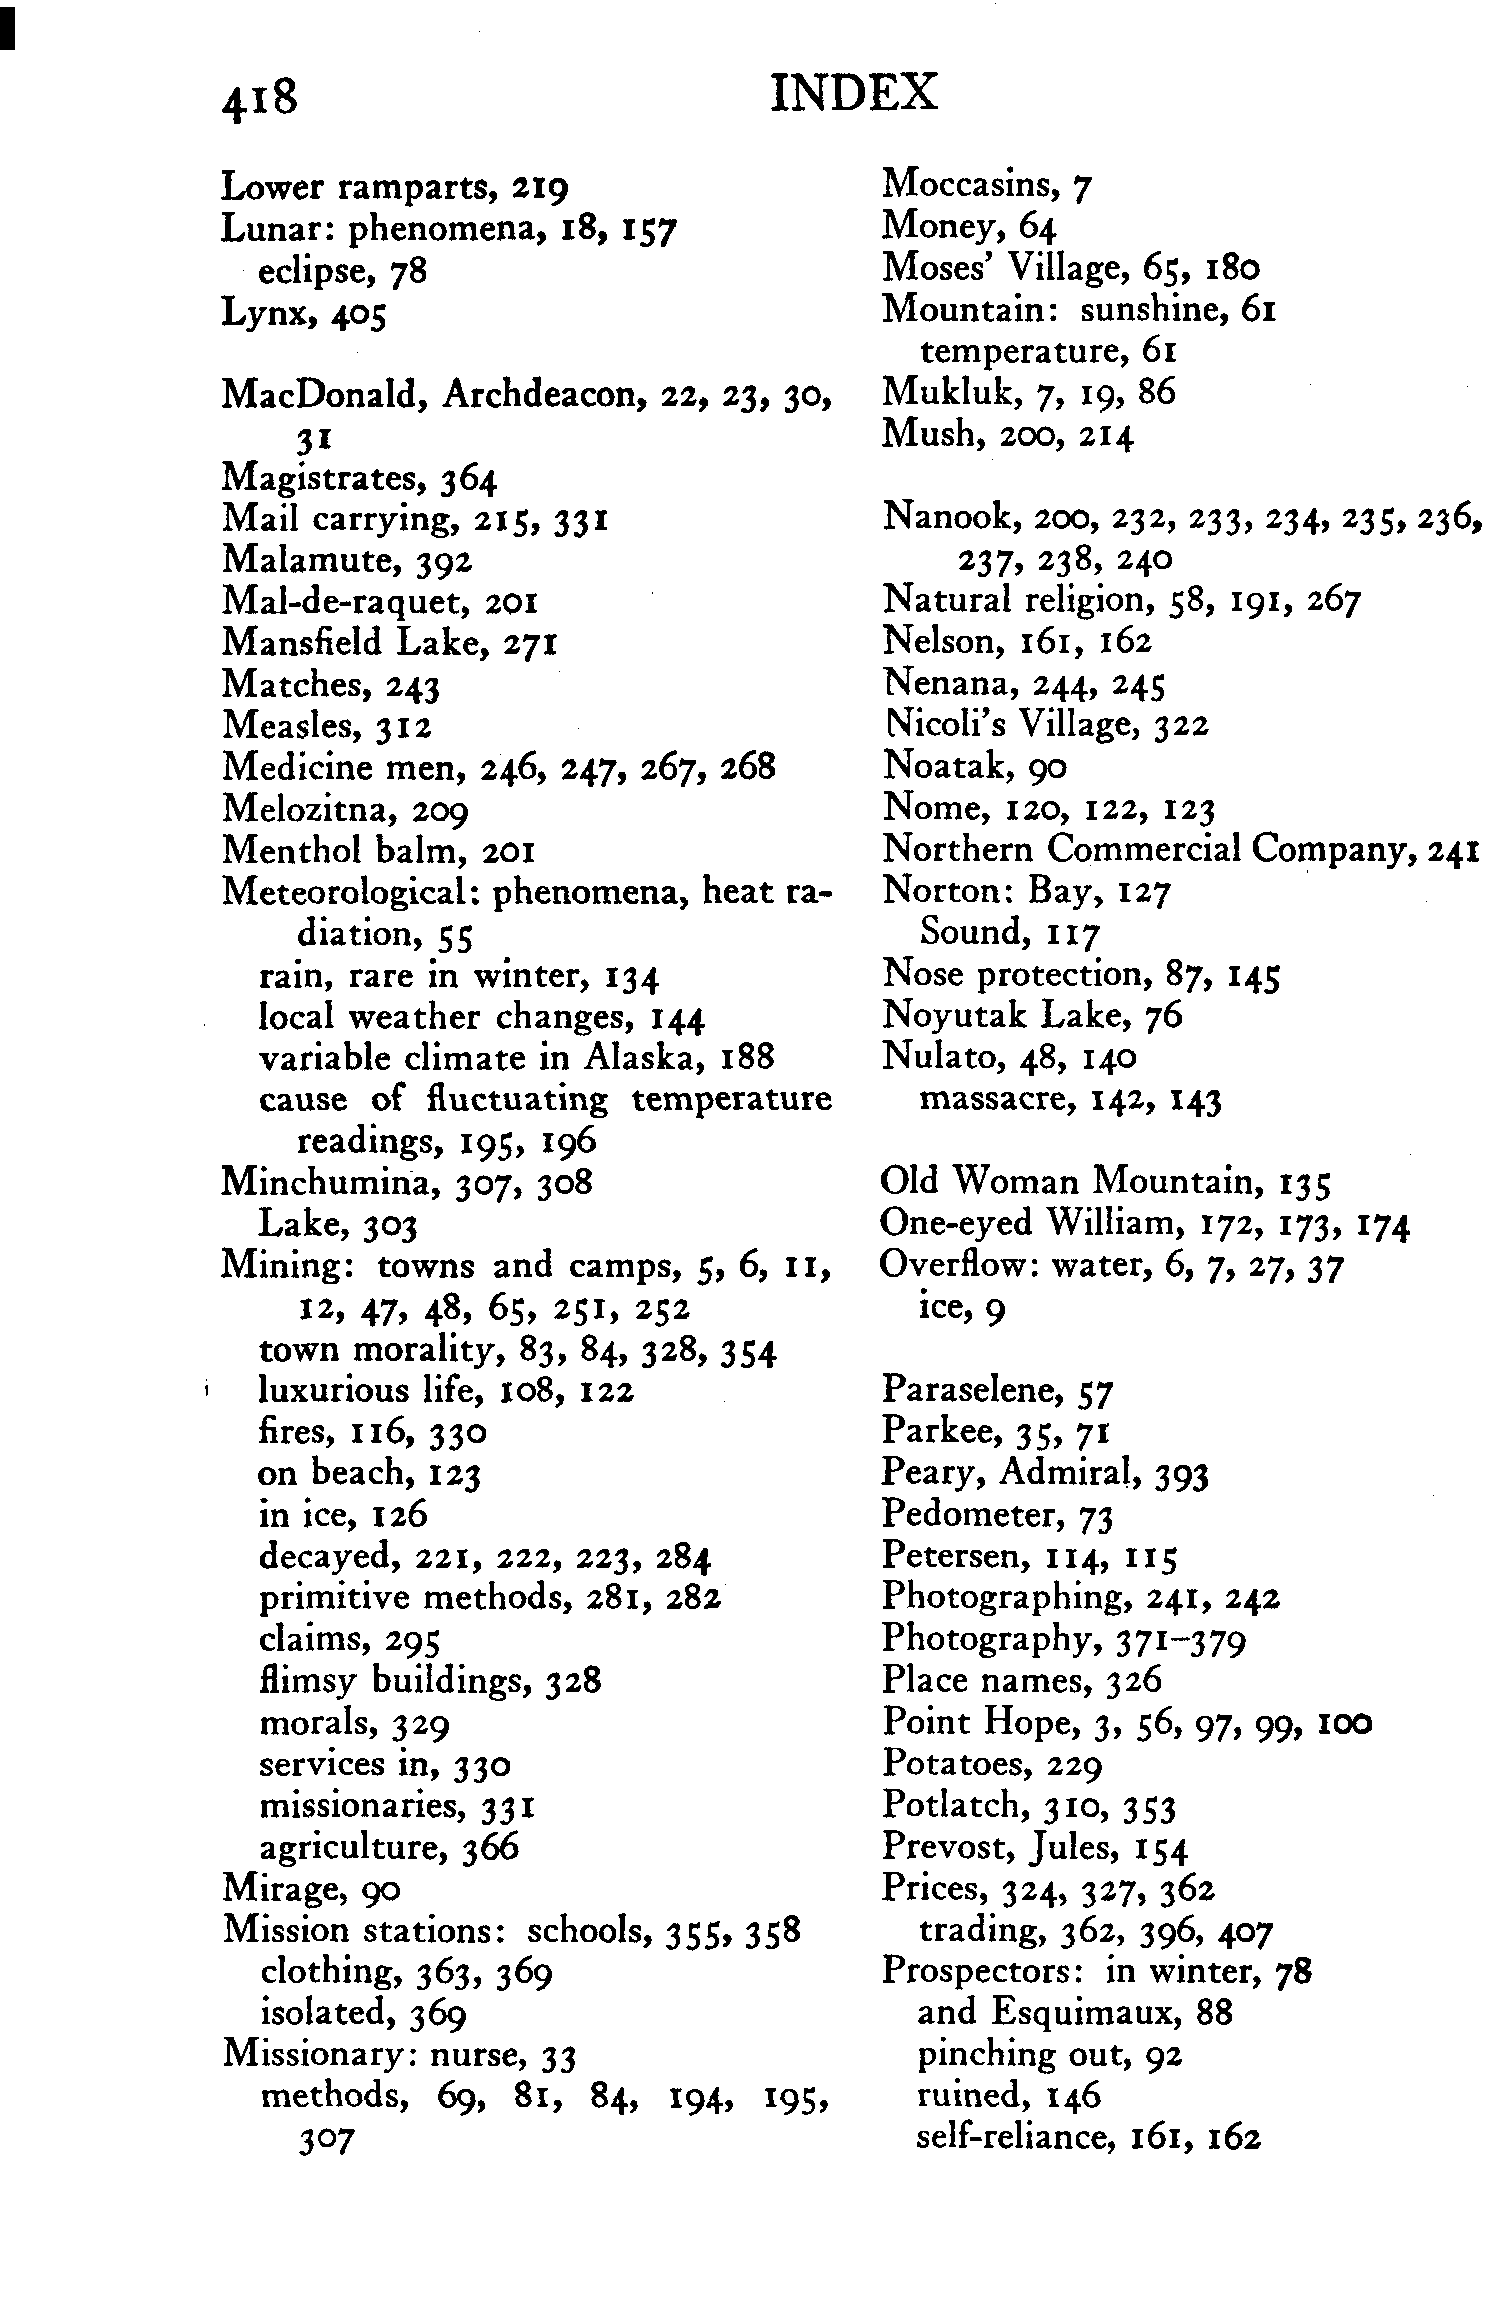 418 INDEX
Lower ramparts, 219
Lunar: phenomena, 18, 157
eclipse, 78
Lynx, 405
MacDonald, Archdeacon, 22, 23, 30,
31
Magistrates, 364
Mail carrying, 215, 331
Malamute, 392
Mal-de-raquet, 201
Mansfield Lake, 271
Matches, 243
Measles, 312
Medicine men, 246, 247, 267, 268
Melozitna, 209
Menthol balm, 201
Meteorological: phenomena, heat ra-
diation, 55
rain, rare in winter, 134
local weather changes, 144
variable climate in Alaska, 188
cause of fluctuating temperature
readings, 195, 196
Minchumina, 307, 308
Lake, 303
Mining: towns and camps, 5, 6, 11,
12, 47, 48, 65, 251, 252
town morality, 83, 84, 328, 354
luxurious life, 108, 122
fires, 116, 330
on beach, 123
in ice, 126
decayed, 221, 222, 223, 284
primitive methods, 281, 282
claims, 295
flimsy buildings, 328
morals, 329
services in, 330
missionaries, 331
agriculture, 366
Mirage, 90
Mission stations: schools, 355, 358
clothing, 363, 369
isolated, 369
Missionary: nurse, 33
methods, 69, 81, 84, 194, 195,
307
Moccasins, 7
Money, 64
Moses' Village, 65, 180
Mountain: sunshine, 61
temperature, 61
Mukluk, 7, 19, 86
Mush, 200, 214
Nanook, 200, 232, 233, 234, 235, 236,
237, 238, 240
Natural religion, 58, 191, 267
Nelson, 161, 162
Nenana, 244, 245
Nicoli's Village, 322
Noatak, 90
Nome, 120, 122, 123
Northern Commercial Company, 241
Norton: Bay, 127
Sound, 117
Nose protection, 87, 145
Noyutak Lake, 76
Nulato, 48, 140
massacre, 142, 143
Old Woman Mountain, 135
One-eyed William, 172, 173, 174
Overflow: water, 6, 7, 27, 37
ice, 9
Paraselene, 57
Parkee, 35, 71
Peary, Admiral, 393
Pedometer, 73
Petersen, 114, 115
Photographing, 241, 242
Photography, 371–379
Place names, 326
Point Hope, 3, 56, 97, 99, 100
Potatoes, 229
Potlatch, 310, 353
Prevost, Jules, 154
Prices, 324, 327, 362
trading, 362, 396, 407
Prospectors: in winter, 78
and Esquimaux, 88
pinching out, 92
ruined, 146
self-reliance, 161, 162